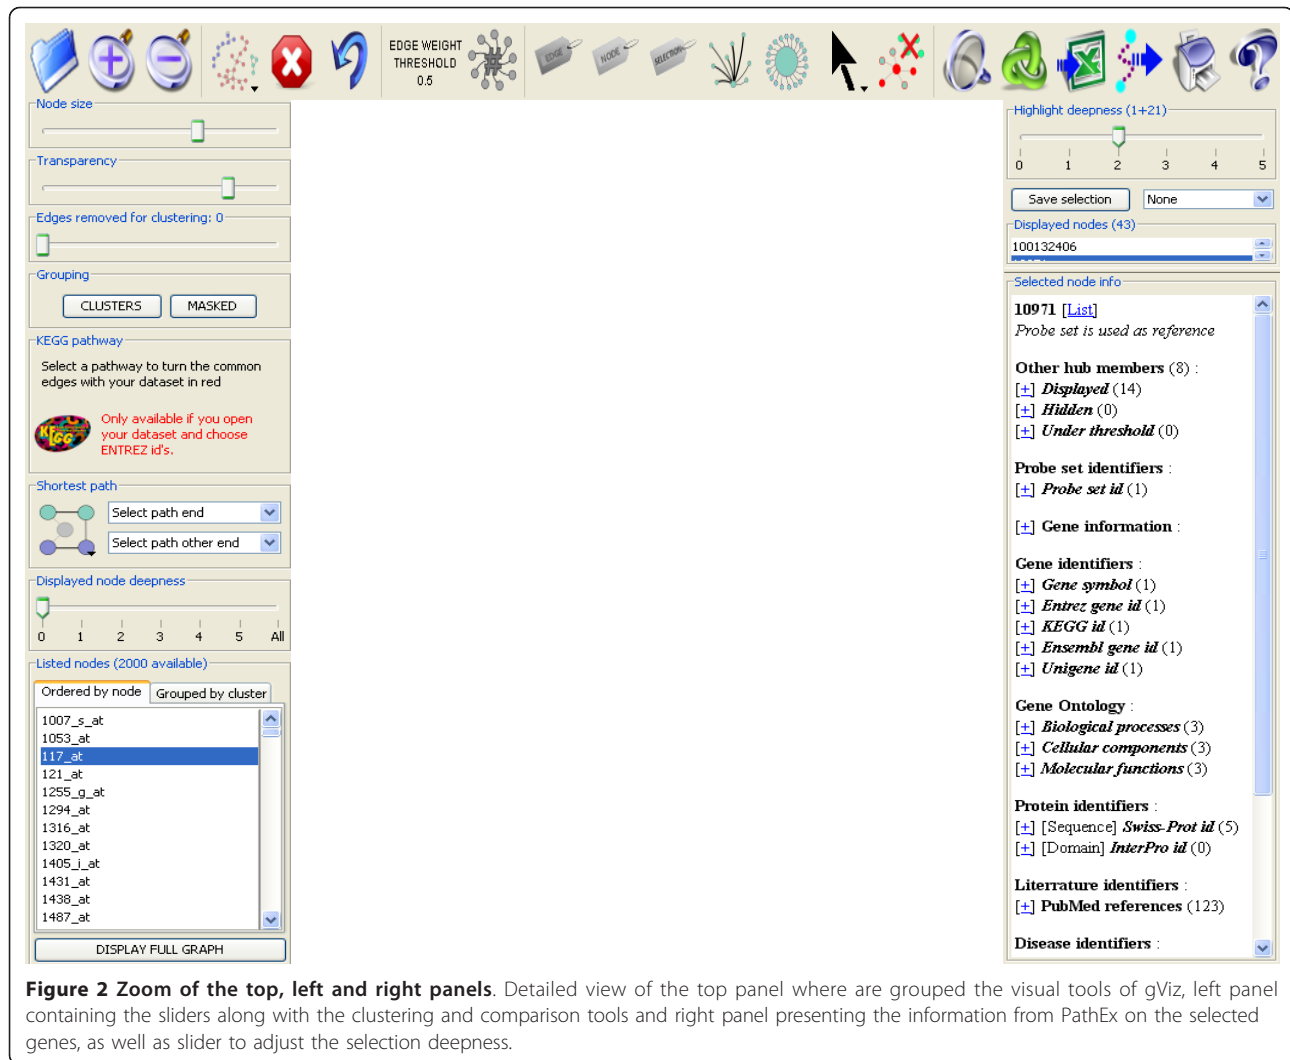 EDGE WEIGHT
THRESHOLD
0.5
EDGE
NODE
SELECTION
Node size
Transparency
Edges removed for clustering: 0
Grouping
CLUSTERS
MASKED
KEGG pathway
Select a pathway to turn the common
edges with your dataset in red
KEGG
Only available if you open
your dataset and choose
ENTREZ id's.
Shortest path
Select path end
Select path other end
Displayed node deepness
0 1 2 3 4 5 All
Listed nodes (2000 available)
Ordered by node
Grouped by cluster
1007_s_at
1053_at
117_at
121_at
1255_g_at
1294_at
1316_at
1320_at
1405_i_at
1431_at
1438_at
1487_at
DISPLAY FULL GRAPH
Highlight deepness (1+21)
0 1 2 3 4 5
Save selection
None
Displayed nodes (43)
100132406
Selected node info
10971 [List]
Probe set is used as reference
Other hub members (8) :
[+] Displayed (14)
[+] Hidden (0)
[+] Under threshold (0)
Probe set identifiers :
[+] Probe set id (1)
[+] Gene information :
Gene identifiers :
[+] Gene symbol (1)
[+] Entrez gene id (1)
[+] KEGG id (1)
[+] Ensembl gene id (1)
[+] Unigene id (1)
Gene Ontology :
[+] Biological processes (3)
[+] Cellular components (3)
[+] Molecular functions (3)
Protein identifiers :
[+] [Sequence] Swiss-Prot id (5)
[+] [Domain] InterPro id (0)
Literrature identifiers :
[+] PubMed references (123)
Disease identifiers :
Figure 2 Zoom of the top, left and right panels. Detailed view of the top panel where are grouped the visual tools of gViz, left panel
containing the sliders along with the clustering and comparison tools and right panel presenting the information from PathEx on the selected
genes, as well as slider to adjust the selection deepness.